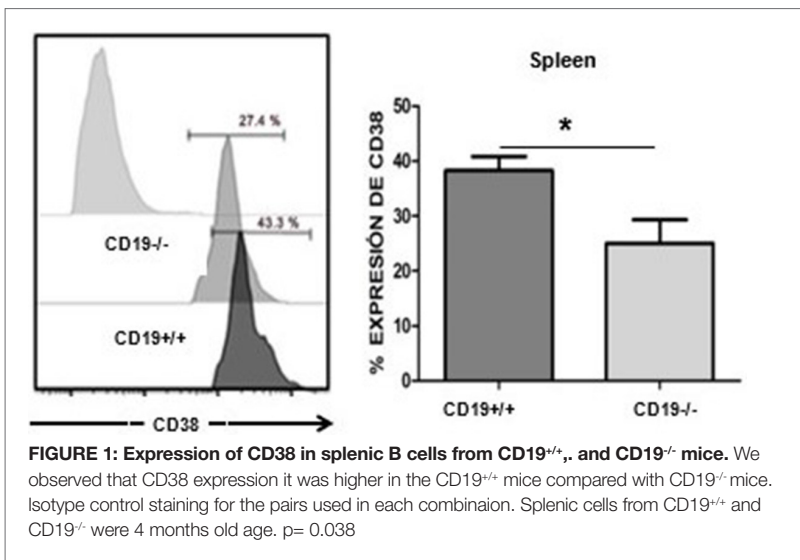 27.4 %
43.3 %
CD19-/-
CD19+/+
CD38
Spleen
% EXPRESIÓN DE CD38
50
40
30
20
10
0
*
CD19+/+
CD19-/-
FIGURE 1: Expression of CD38 in splenic B cells from CD19+/+,. and CD19-/- mice. We
observed that CD38 expression it was higher in the CD19+/+ mice compared with CD19-/- mice.
Isotype control staining for the pairs used in each combinaion. Splenic cells from CD19+/+ and
CD19-/- were 4 months old age. p= 0.038